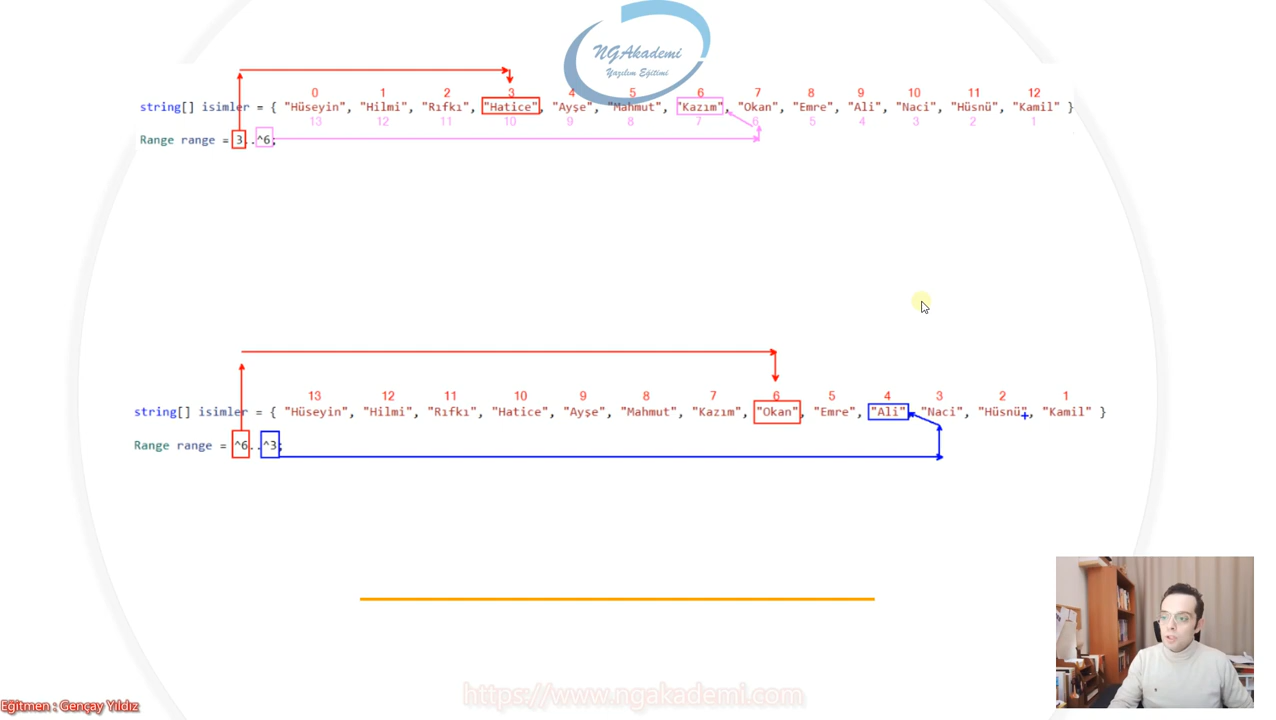 NGAkademi
Yazılım Eğitimi
0 1 2 3 4 5 6 7 8 9 10 11 12
string[] isimler = { "Hüseyin", "Hilmi", "Rıfkı", "Hatice", "Ayşe", "Mahmut", "Kazım", "Okan", "Emre", "Ali", "Naci", "Hüsnü", "Kamil" }
13 12 11 10 9 8 7 6 5 4 3 2 1
Range range = 3..^6;
13 12 11 10 9 8 7 6 5 4 3 2 1
string[] isimler = { "Hüseyin", "Hilmi", "Rıfkı", "Hatice", "Ayşe", "Mahmut", "Kazım", "Okan", "Emre", "Ali", "Naci", "Hüsnü", "Kamil" }
Range range = ^6..^3;
https://www.ngakademi.com
Eğitmen : Gençay Yıldız